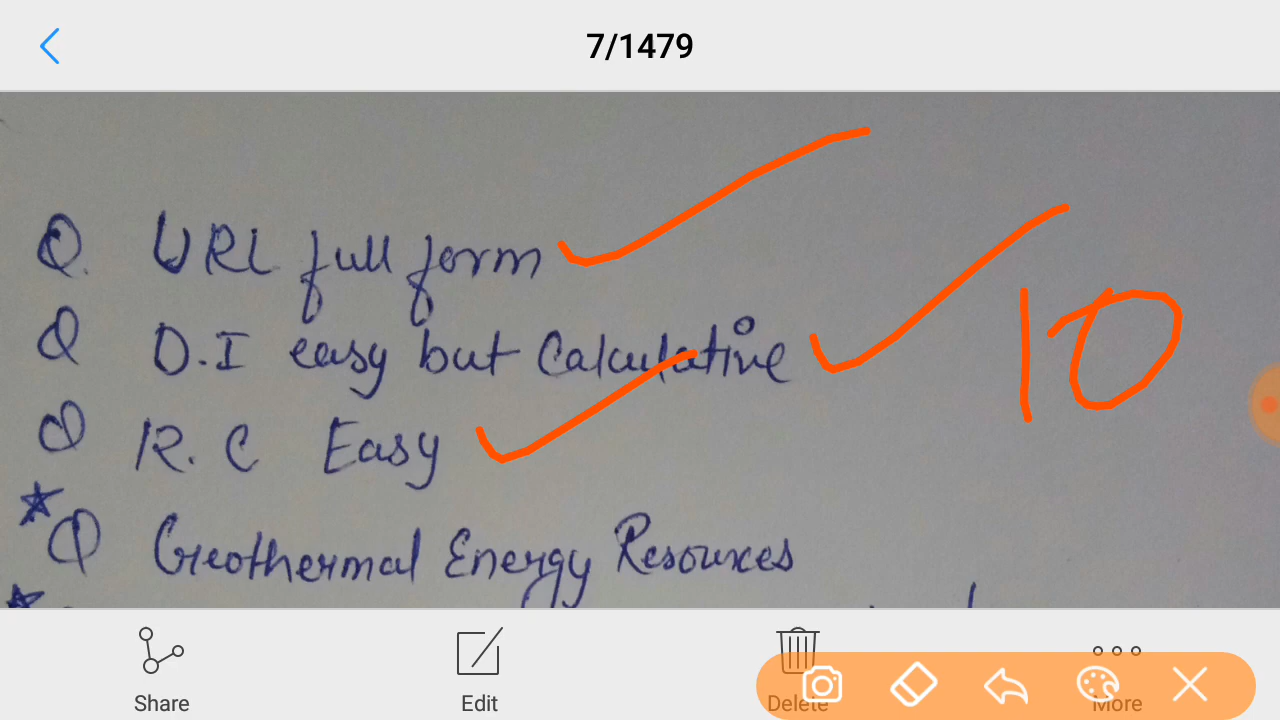 7/1479
Q. URL full form
Q D.I easy but Calculative
10
Q R.C Easy
Q Geothermal Energy Resources
Share Edit Delete More